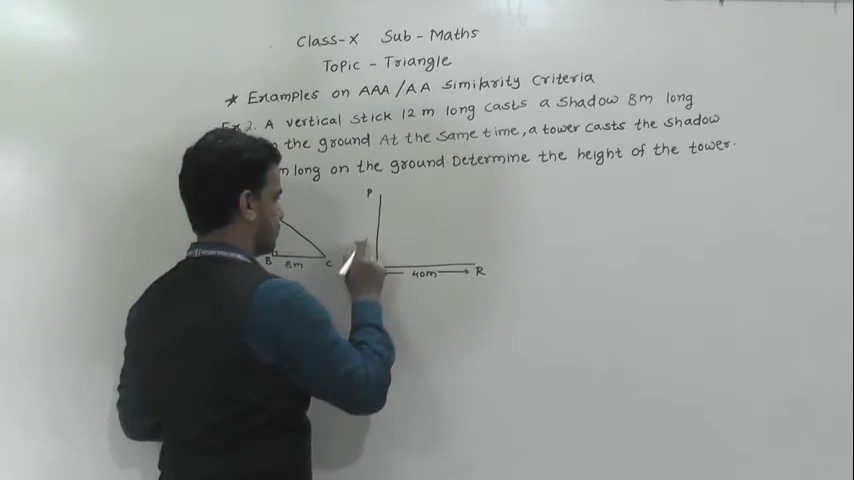 Class-X Sub-Maths
Topic - Triangle
* Examples on AAA/AA Similarity Criteria
Ex 2. A vertical stick 12 m long casts a shadow 8m long
the ground At the same time, a tower casts the shadow
m long on the ground. Determine the height of the tower.
P
B 8m C
40m R